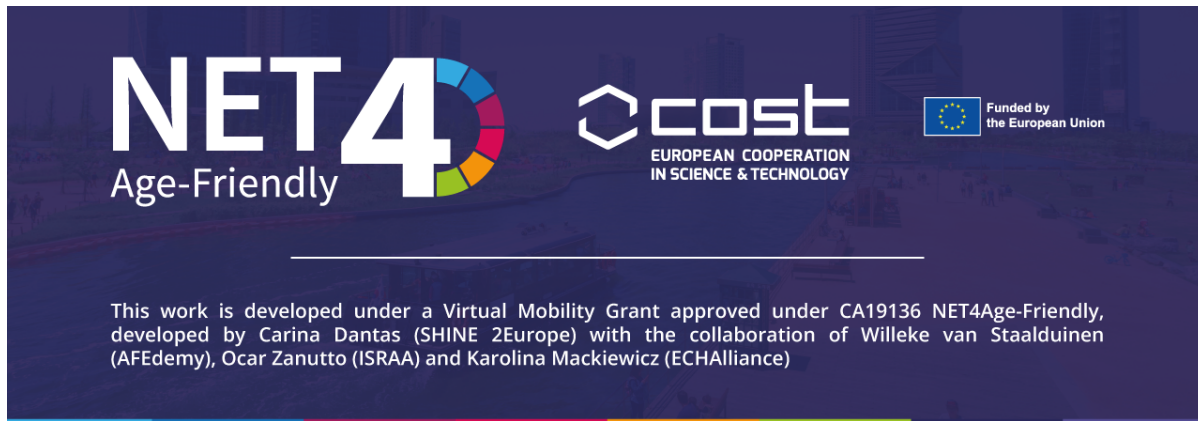 NET4
Age-Friendly
cost
EUROPEAN COOPERATION
IN SCIENCE & TECHNOLOGY
Funded by
the European Union
This work is developed under a Virtual Mobility Grant approved under CA19136 NET4Age-Friendly,
developed by Carina Dantas (SHINE 2Europe) with the collaboration of Willeke van Staalduinen
(AFEdemy), Ocar Zanutto (ISRAA) and Karolina Mackiewicz (ECHAlliance)